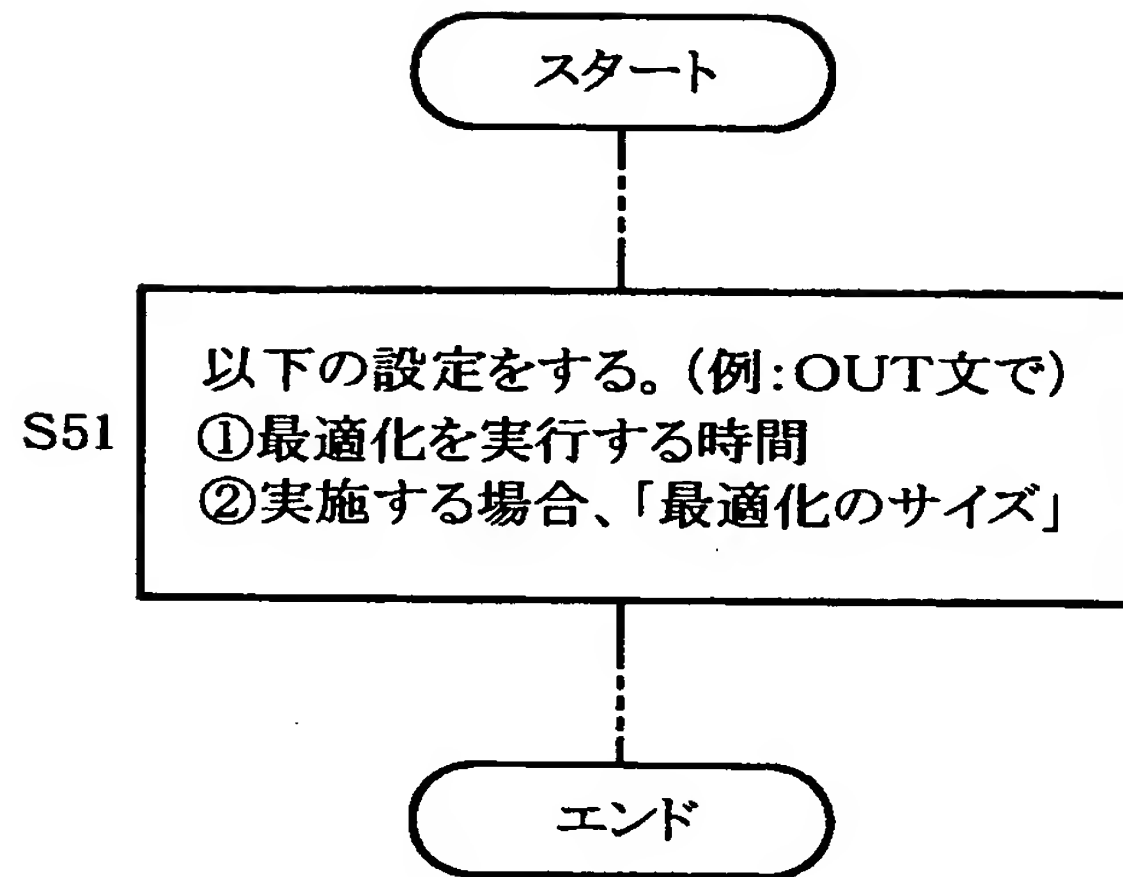 スタート
以下の設定をする。(例:OUT文で)
S51
①最適化を実行する時間
②実施する場合、「最適化のサイズ」
エンド